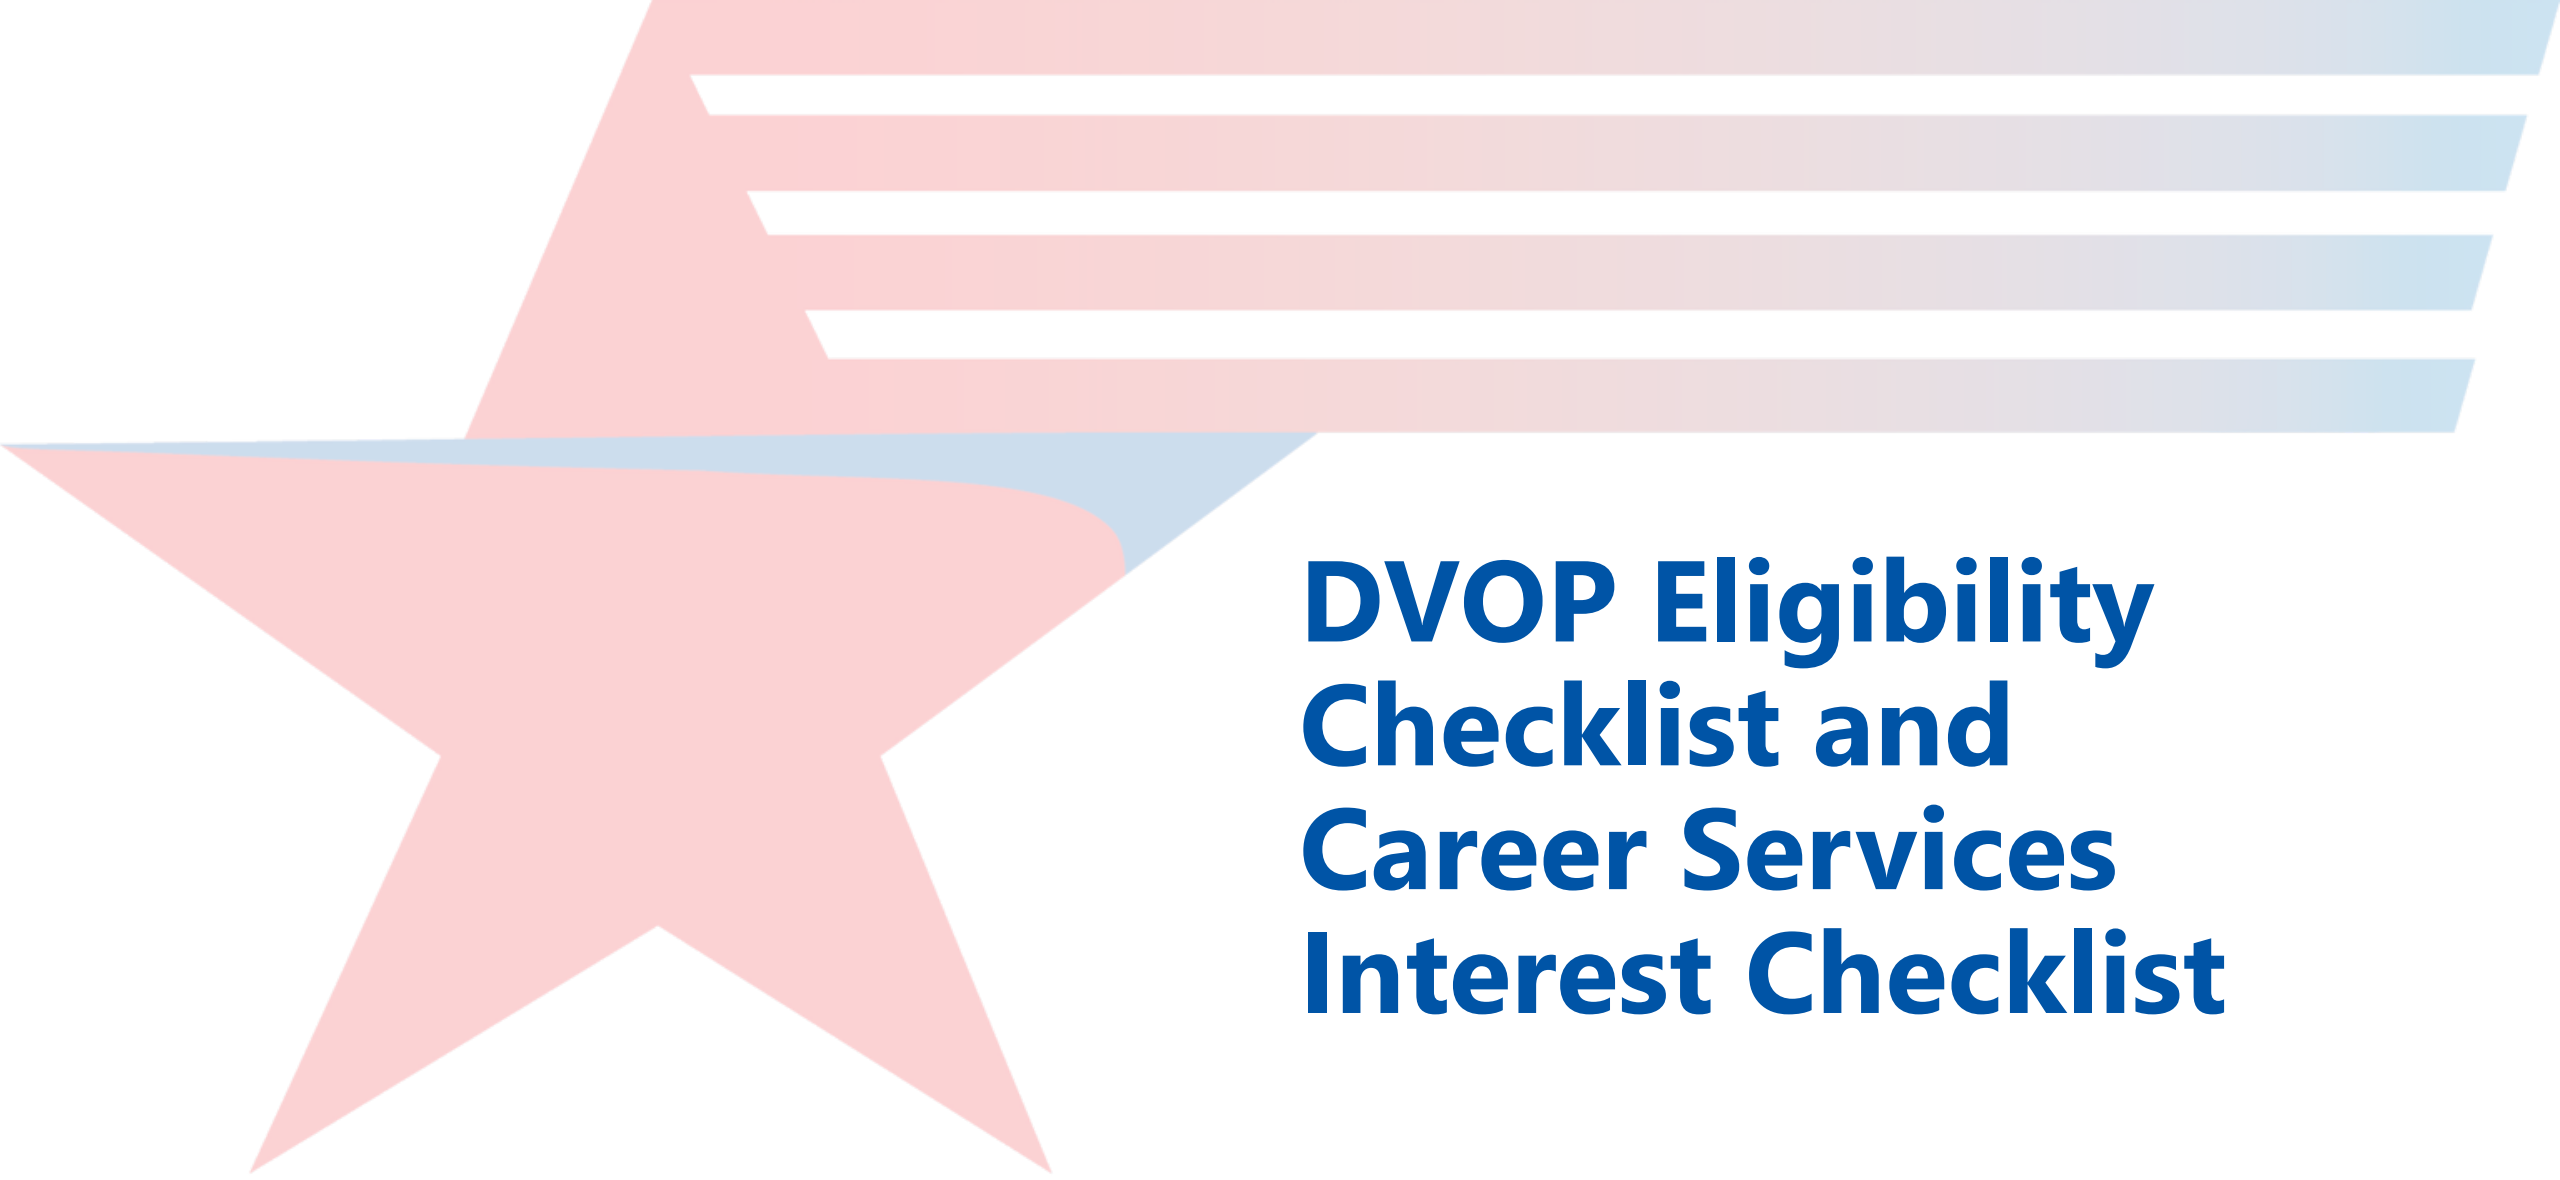 DVOP Eligibility
Checklist and
Career Services
Interest Checklist